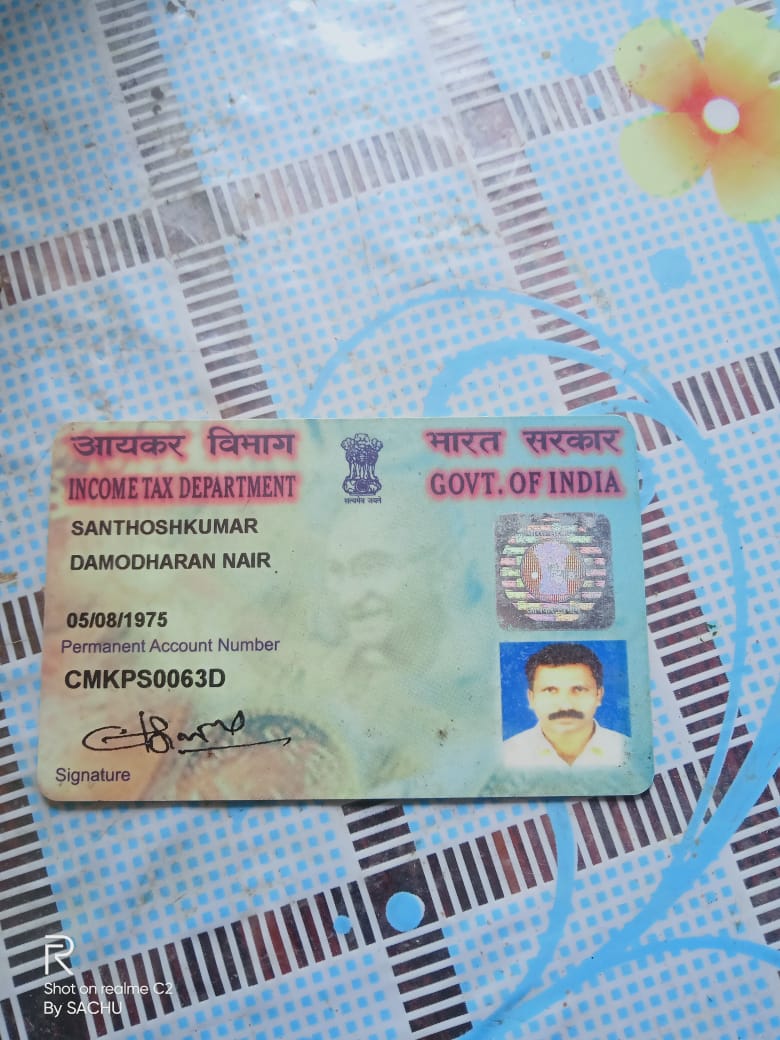 आयकर विभाग
INCOME TAX DEPARTMENT
सत्यमेव जयते
भारत सरकार
GOVT. OF INDIA
SANTHOSHKUMAR
DAMODHARAN NAIR
05/08/1975
Permanent Account Number
CMKPS0063D
Signature
Shot on realme C2
By SACHU